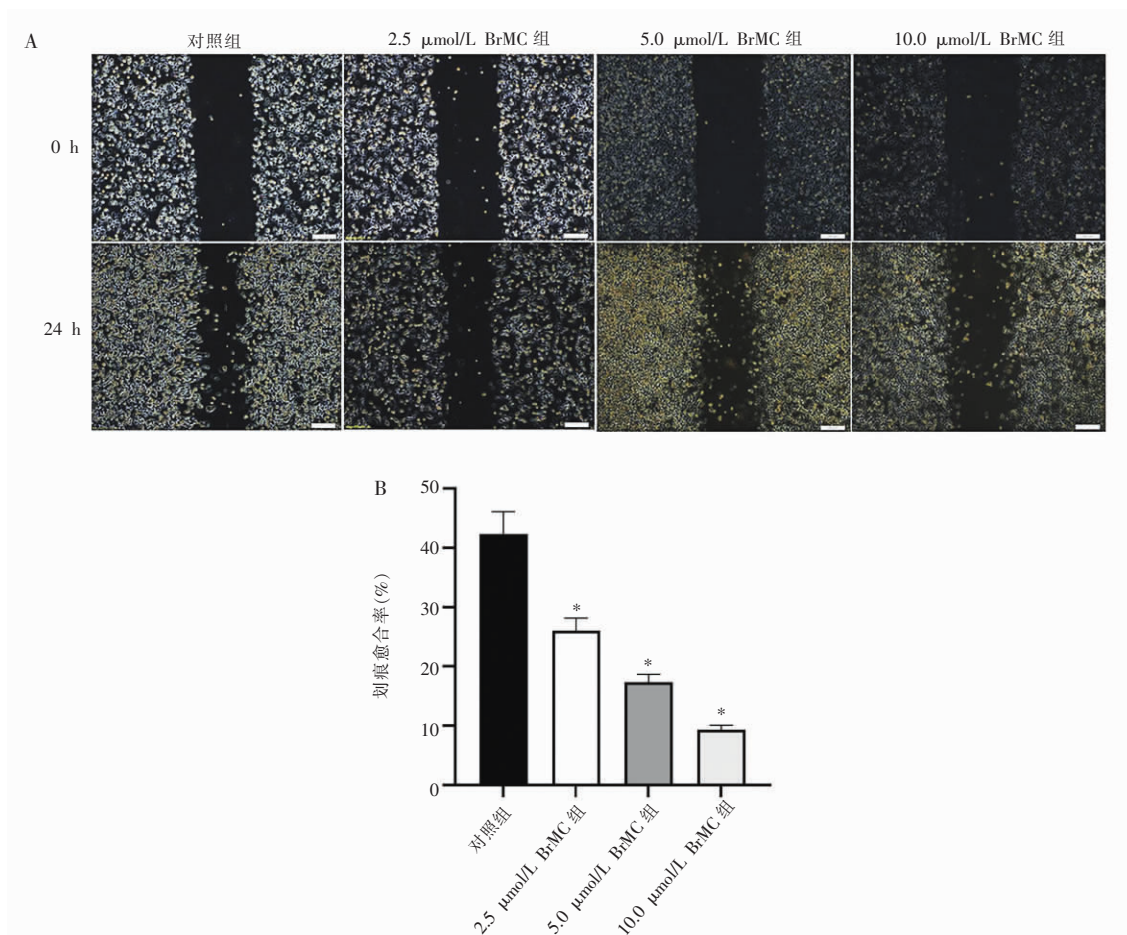 A
对照组
2.5 μmol/L BrMC 组
5.0 μmol/L BrMC 组
10.0 μmol/L BrMC 组
0 h
24 h
B
50
40
30
20
10
0
划痕愈合率(%)
*
*
*
对照组
2.5 μmol/L BrMC 组
5.0 μmol/L BrMC 组
10.0 μmol/L BrMC 组